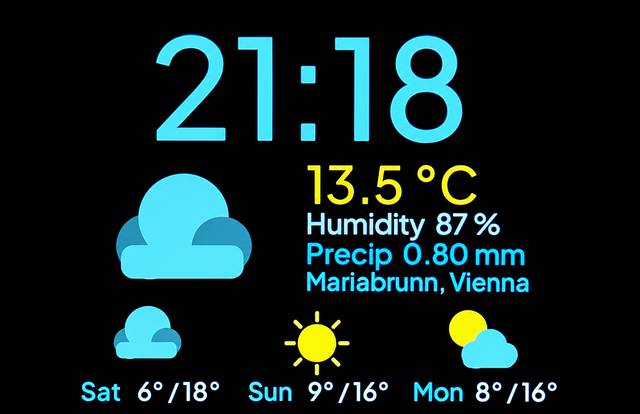 21:18
13.5 °C
Humidity 87 %
Precip 0.80 mm
Mariabrunn, Vienna
Sat 6°/18° Sun 9°/16° Mon 8°/16°